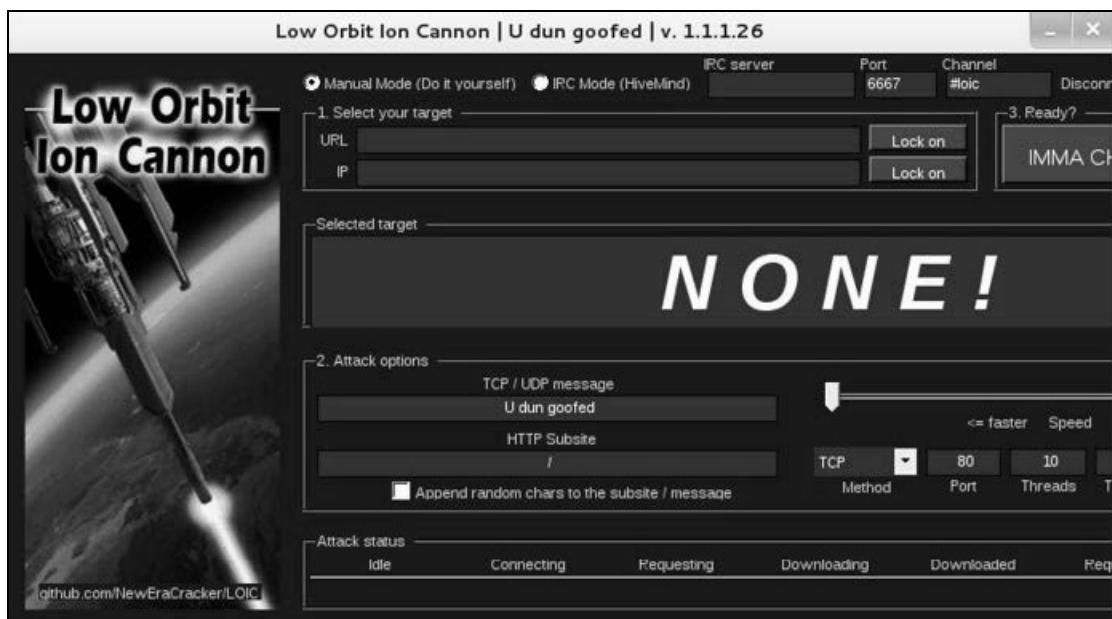 Low Orbit Ion Cannon | U dun goofed | v. 1.1.1.26
Low Orbit
Ion Cannon
github.com/NewEraCracker/LOIC
IRC server Port Channel
Manual Mode (Do it yourself) IRC Mode (HiveMind) 6667 #loic Disconn
1. Select your target
URL Lock on
IP Lock on
3. Ready?
IMMA CH
Selected target
NONE!
2. Attack options
TCP / UDP message
U dun goofed
HTTP Subsite
/
Append random chars to the subsite / message
<= faster Speed
TCP 80 10
Method Port Threads T
Attack status
Idle Connecting Requesting Downloading Downloaded Req